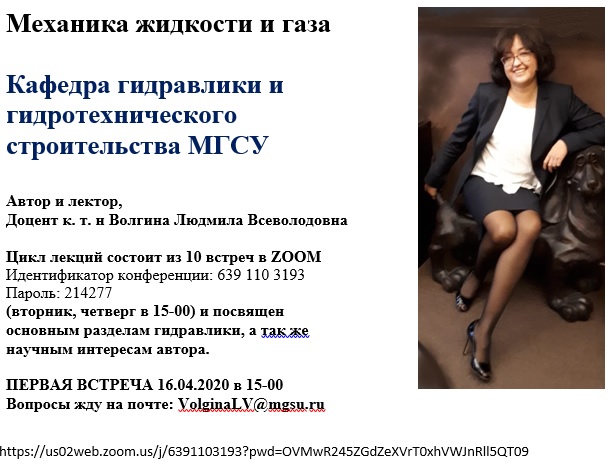 Механика жидкости и газа
Кафедра гидравлики и
гидротехнического
строительства МГСУ
Автор и лектор,
Доцент к. т. н Волгина Людмила Всеволодовна
Цикл лекций состоит из 10 встреч в ZOOM
Идентификатор конференции: 639 110 3193
Пароль: 214277
(вторник, четверг в 15-00) и посвящен
основным разделам гидравлики, а так же
научным интересам автора.
ПЕРВАЯ ВСТРЕЧА 16.04.2020 в 15-00
Вопросы жду на почте: VolginaLV@mgsu.ru
https://us02web.zoom.us/j/6391103193?pwd=OVMwR245ZGdZeXVrT0xhVWJnRll5QT09